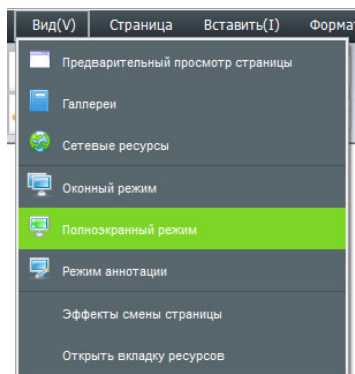 Вид(V) Страница Вставить(I) Форма
Предварительный просмотр страницы
Галлереи
Сетевые ресурсы
Оконный режим
Полноэкранный режим
Режим аннотации
Эффекты смены страницы
Открыть вкладку ресурсов